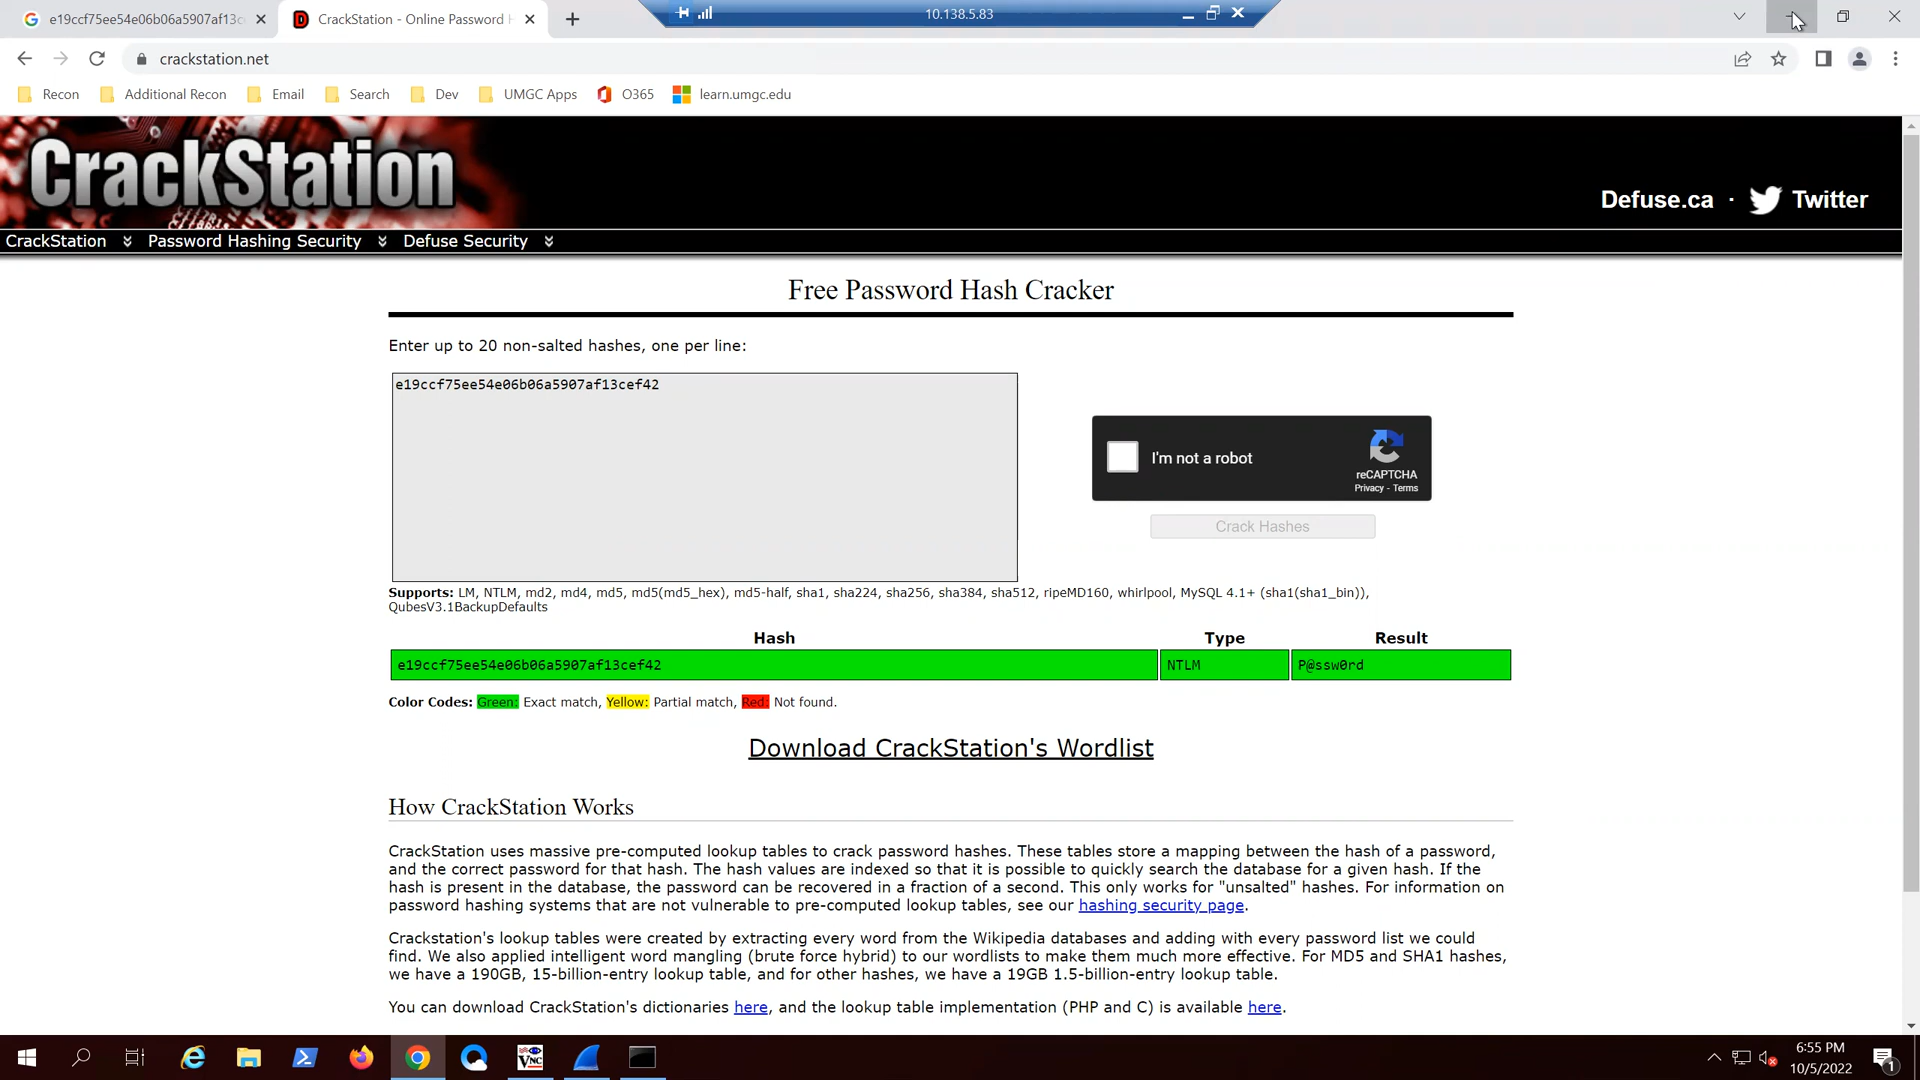 e19ccf75ee54e06b06a5907af13c
CrackStation - Online Password H
10.138.5.83
crackstation.net
Recon
Additional Recon
Email
Search
Dev
UMGC Apps
O365
learn.umgc.edu
CrackStation
Defuse.ca · Twitter
CrackStation
Password Hashing Security
Defuse Security
Free Password Hash Cracker
Enter up to 20 non-salted hashes, one per line:
e19ccf75ee54e06b06a5907af13cef42
I'm not a robot
reCAPTCHA
Privacy - Terms
Crack Hashes
Supports: LM, NTLM, md2, md4, md5, md5(md5_hex), md5-half, sha1, sha224, sha256, sha384, sha512, ripeMD160, whirlpool, MySQL 4.1+ (sha1(sha1_bin)),
QubesV3.1BackupDefaults
Hash Type Result
e19ccf75ee54e06b06a5907af13cef42 NTLM P@ssw0rd
Color Codes: Green: Exact match, Yellow: Partial match, Red: Not found.
Download CrackStation's Wordlist
How CrackStation Works
CrackStation uses massive pre-computed lookup tables to crack password hashes. These tables store a mapping between the hash of a password,
and the correct password for that hash. The hash values are indexed so that it is possible to quickly search the database for a given hash. If the
hash is present in the database, the password can be recovered in a fraction of a second. This only works for "unsalted" hashes. For information on
password hashing systems that are not vulnerable to pre-computed lookup tables, see our hashing security page.
Crackstation's lookup tables were created by extracting every word from the Wikipedia databases and adding with every password list we could
find. We also applied intelligent word mangling (brute force hybrid) to our wordlists to make them much more effective. For MD5 and SHA1 hashes,
we have a 190GB, 15-billion-entry lookup table, and for other hashes, we have a 19GB 1.5-billion-entry lookup table.
You can download CrackStation's dictionaries here, and the lookup table implementation (PHP and C) is available here.
VNC
6:55 PM
10/5/2022
1